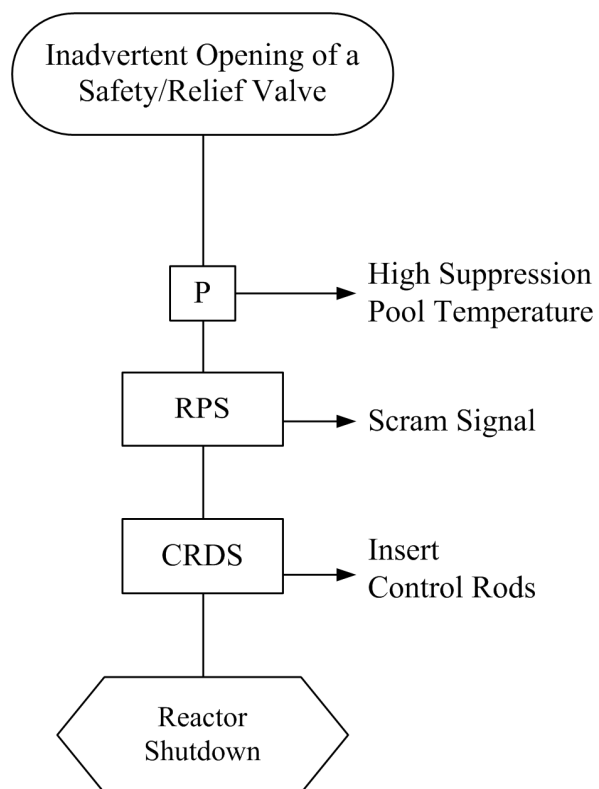 Inadvertent Opening of a
Safety/Relief Valve
P
High Suppression
Pool Temperature
RPS
Scram Signal
CRDS
Insert
Control Rods
Reactor
Shutdown